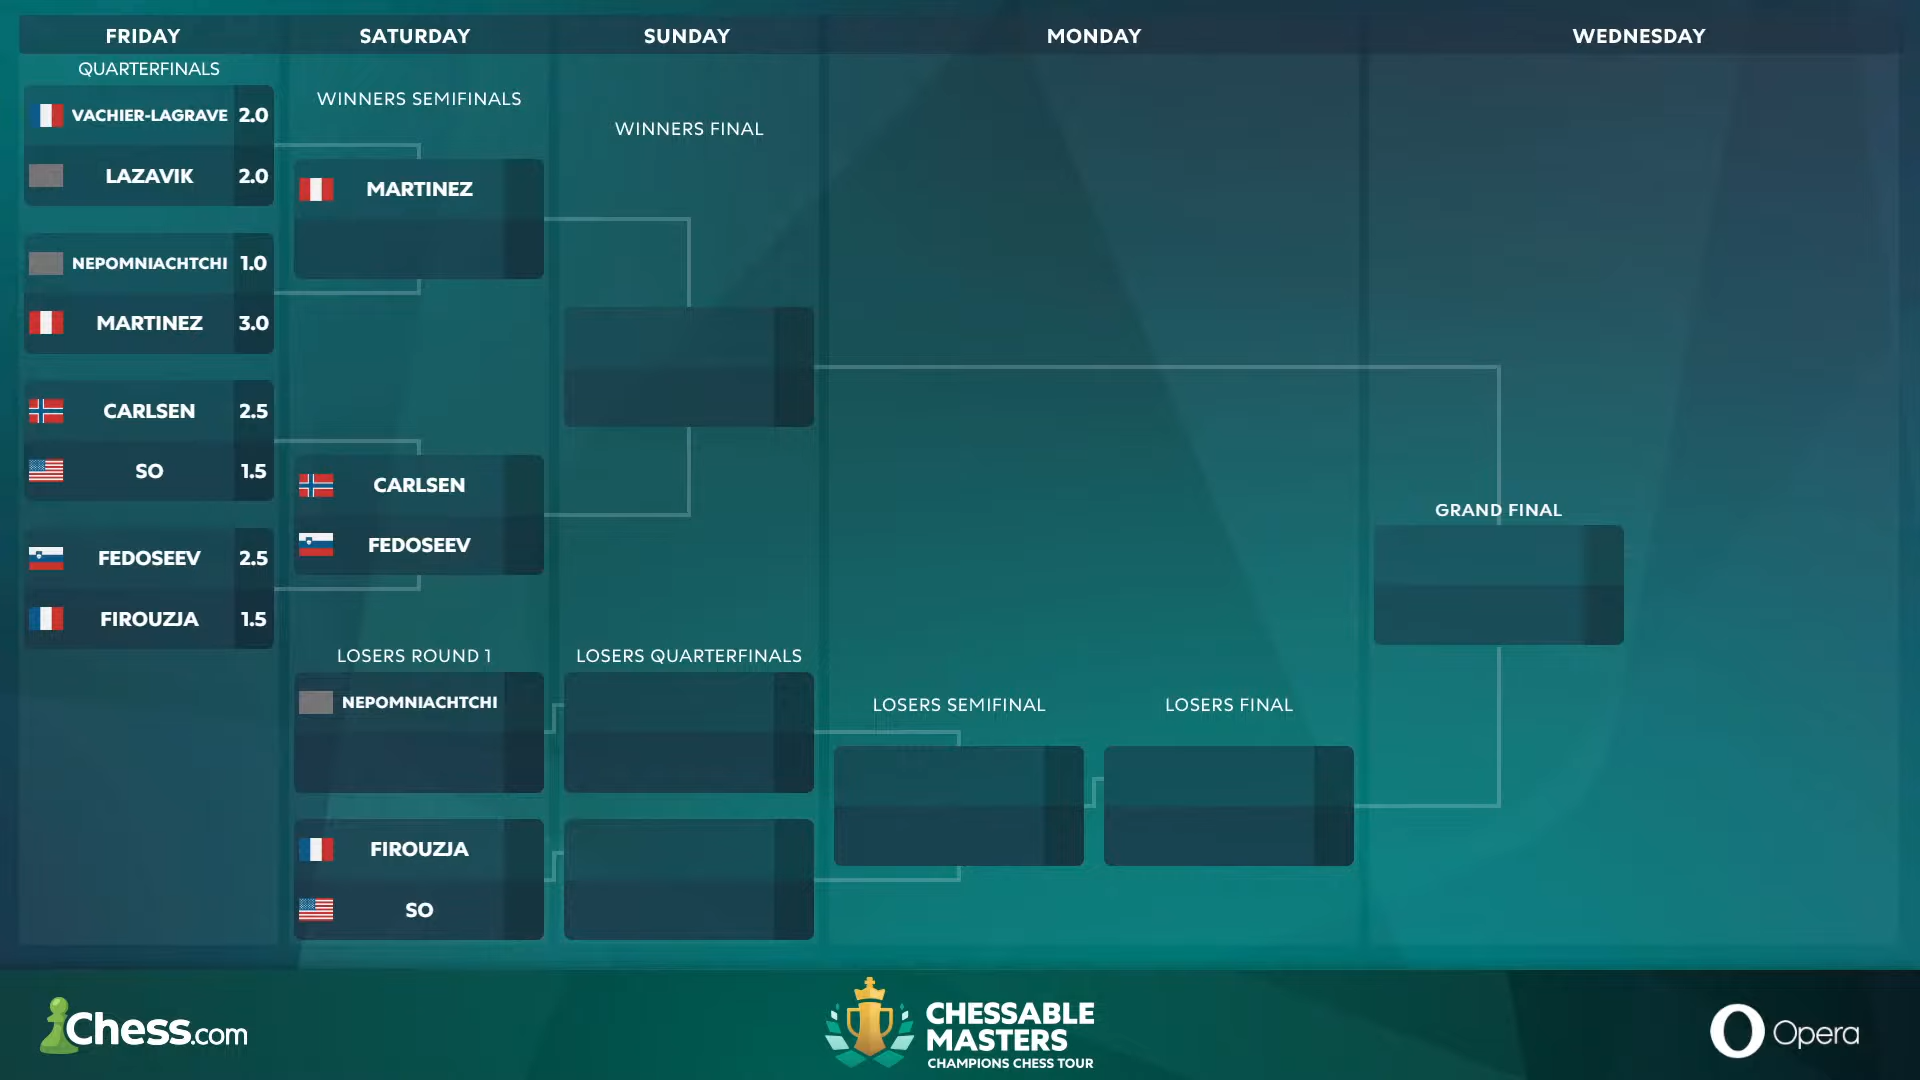 FRIDAY
SATURDAY
SUNDAY
MONDAY
WEDNESDAY
QUARTERFINALS
VACHIER-LAGRAVE 2.0
LAZAVIK 2.0
NEPOMNIACHTCHI 1.0
MARTINEZ 3.0
CARLSEN 2.5
SO 1.5
FEDOSEEV 2.5
FIROUZJA 1.5
WINNERS SEMIFINALS
MARTINEZ
CARLSEN
FEDOSEEV
LOSERS ROUND 1
NEPOMNIACHTCHI
FIROUZJA
SO
WINNERS FINAL
LOSERS QUARTERFINALS
LOSERS SEMIFINAL
LOSERS FINAL
GRAND FINAL
Chess.com
CHESSABLE
MASTERS
CHAMPIONS CHESS TOUR
Opera